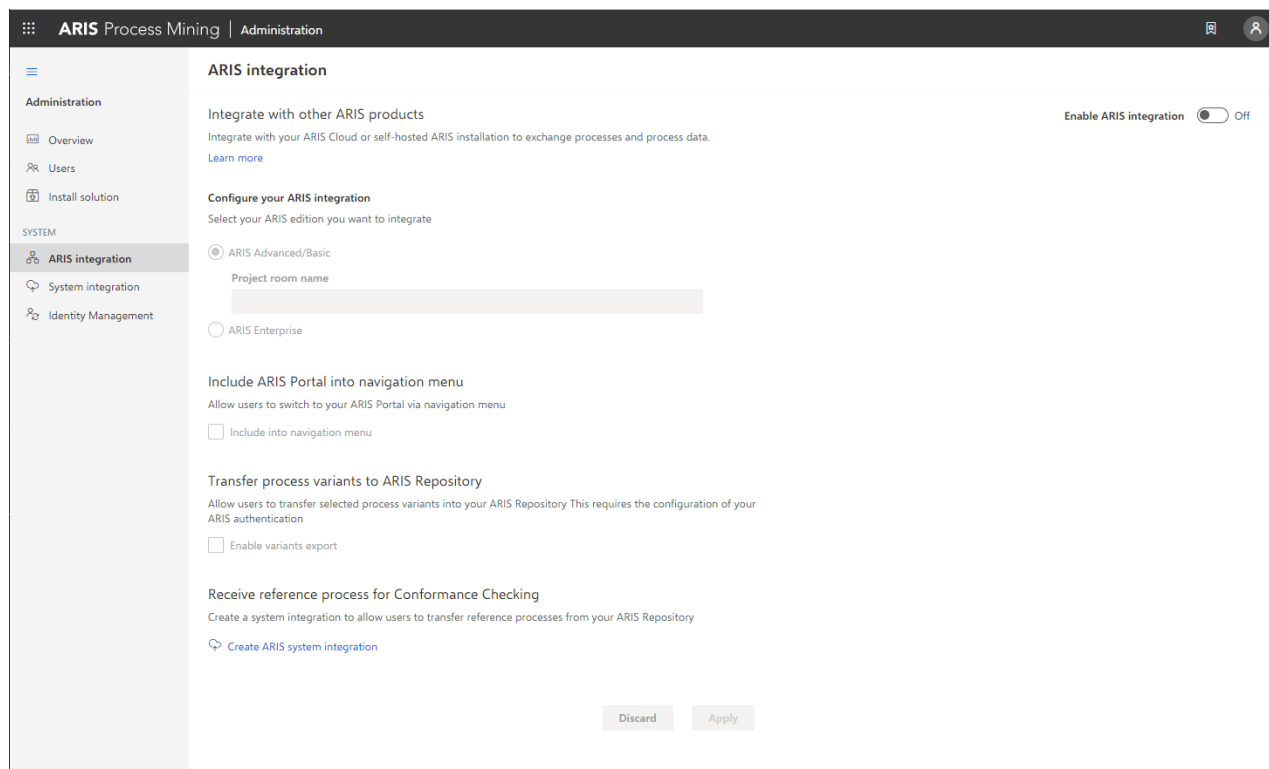 ARIS Process Mining | Administration
Administration
Overview
Users
Install solution
SYSTEM
ARIS integration
System integration
Identity Management
ARIS integration
Integrate with other ARIS products
Enable ARIS integration Off
Integrate with your ARIS Cloud or self-hosted ARIS installation to exchange processes and process data.
Learn more
Configure your ARIS integration
Select your ARIS edition you want to integrate
ARIS Advanced/Basic
Project room name
ARIS Enterprise
Include ARIS Portal into navigation menu
Allow users to switch to your ARIS Portal via navigation menu
Include into navigation menu
Transfer process variants to ARIS Repository
Allow users to transfer selected process variants into your ARIS Repository This requires the configuration of your
ARIS authentication
Enable variants export
Receive reference process for Conformance Checking
Create a system integration to allow users to transfer reference processes from your ARIS Repository
Create ARIS system integration
Discard Apply